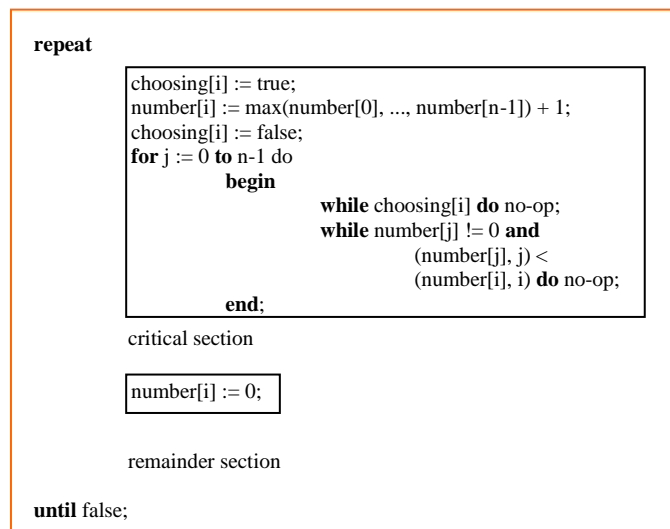 repeat
choosing[i] := true;
number[i] := max(number[0], ..., number[n-1]) + 1;
choosing[i] := false;
for j := 0 to n-1 do
begin
while choosing[i] do no-op;
while number[j] != 0 and
(number[j], j) <
(number[i], i) do no-op;
end;
critical section
number[i] := 0;
remainder section
until false;